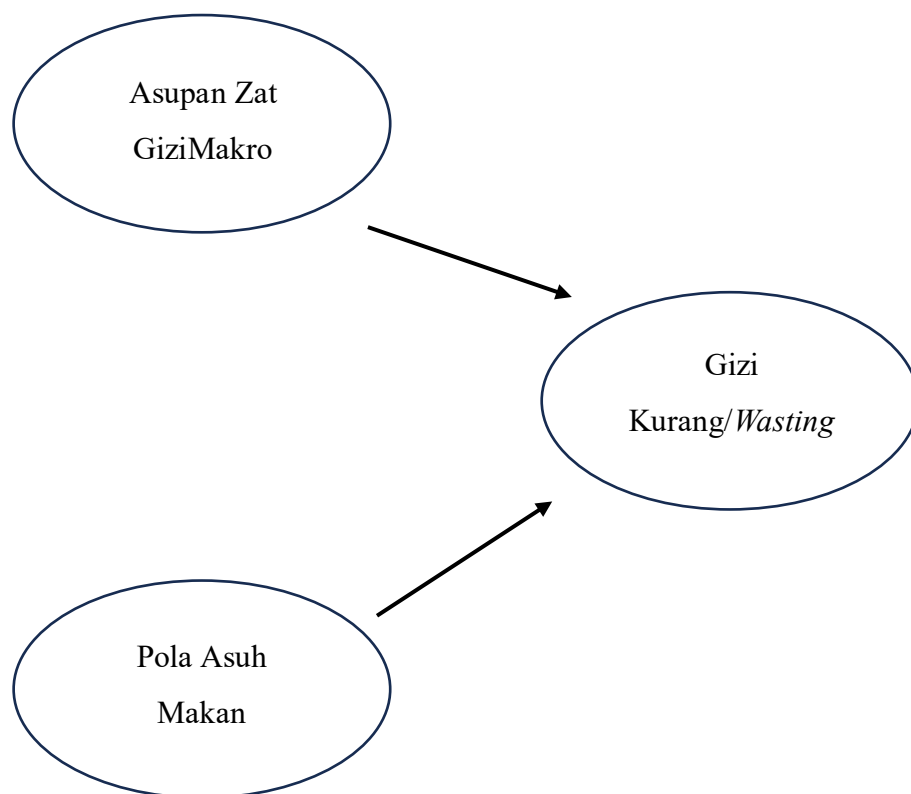 Asupan Zat
GiziMakro
Gizi
Kurang/Wasting
Pola Asuh
Makan